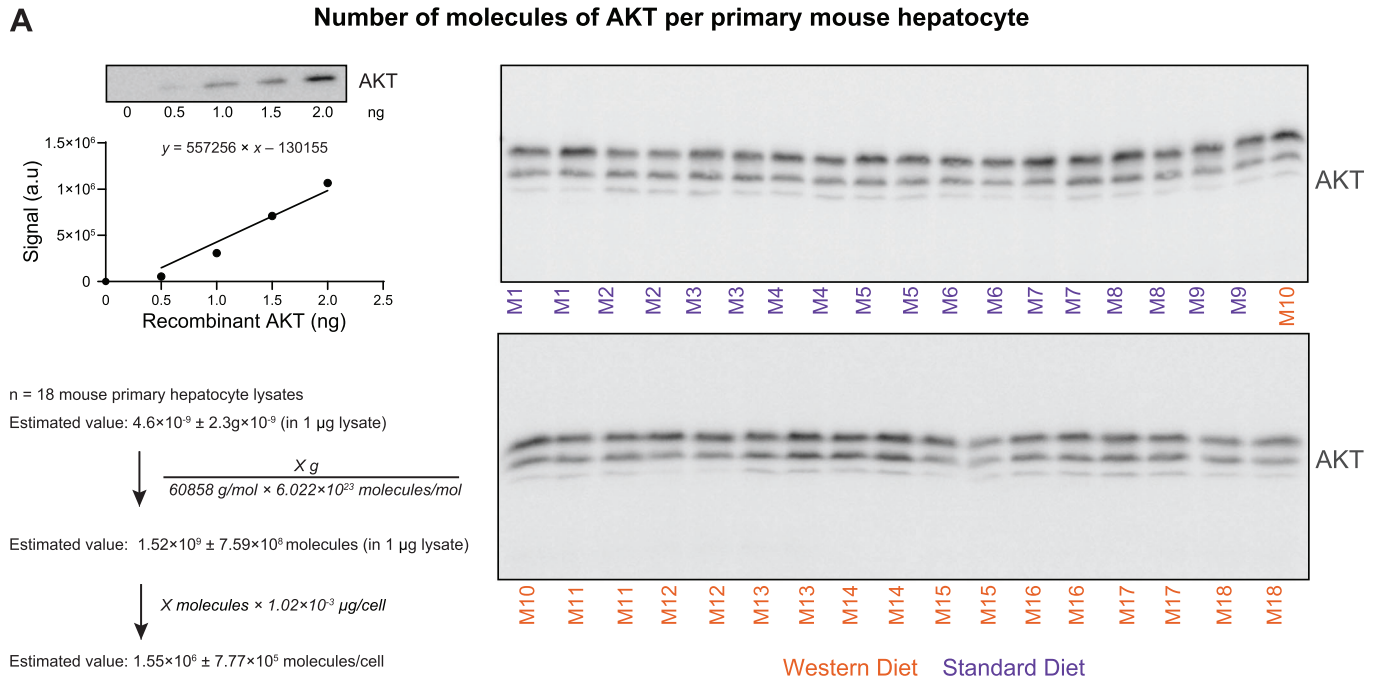 A
Number of molecules of AKT per primary mouse hepatocyte
AKT
0 0.5 1.0 1.5 2.0 ng
y = 557256 × x – 130155
1.5×10⁶
1×10⁶
5×10⁵
0
Signal (a.u)
0 0.5 1.0 1.5 2.0 2.5
Recombinant AKT (ng)
n = 18 mouse primary hepatocyte lysates
Estimated value: 4.6×10⁻⁹ ± 2.3g×10⁻⁹ (in 1 µg lysate)
X g
60858 g/mol × 6.022×10²³ molecules/mol
Estimated value: 1.52×10⁹ ± 7.59×10⁸ molecules (in 1 µg lysate)
X molecules × 1.02×10⁻³ µg/cell
Estimated value: 1.55×10⁶ ± 7.77×10⁵ molecules/cell
AKT
M1 M1 M2 M2 M3 M3 M4 M4 M5 M5 M6 M6 M7 M7 M8 M8 M9 M9 M10
AKT
M10 M11 M11 M12 M12 M13 M13 M14 M14 M15 M15 M16 M16 M17 M17 M18 M18
Western Diet Standard Diet